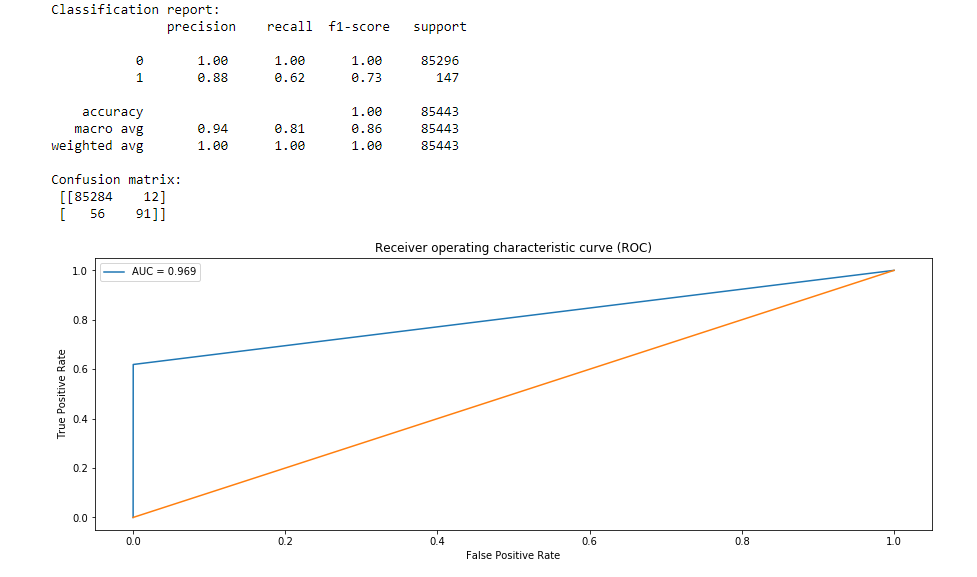 Classification report:
precision recall f1-score support
0 1.00 1.00 1.00 85296
1 0.88 0.62 0.73 147
accuracy 1.00 85443
macro avg 0.94 0.81 0.86 85443
weighted avg 1.00 1.00 1.00 85443
Confusion matrix:
[[85284 12]
[ 56 91]]
Receiver operating characteristic curve (ROC)
AUC = 0.969
1.0
0.8
0.6
0.4
0.2
0.0
True Positive Rate
0.0 0.2 0.4 0.6 0.8 1.0
False Positive Rate